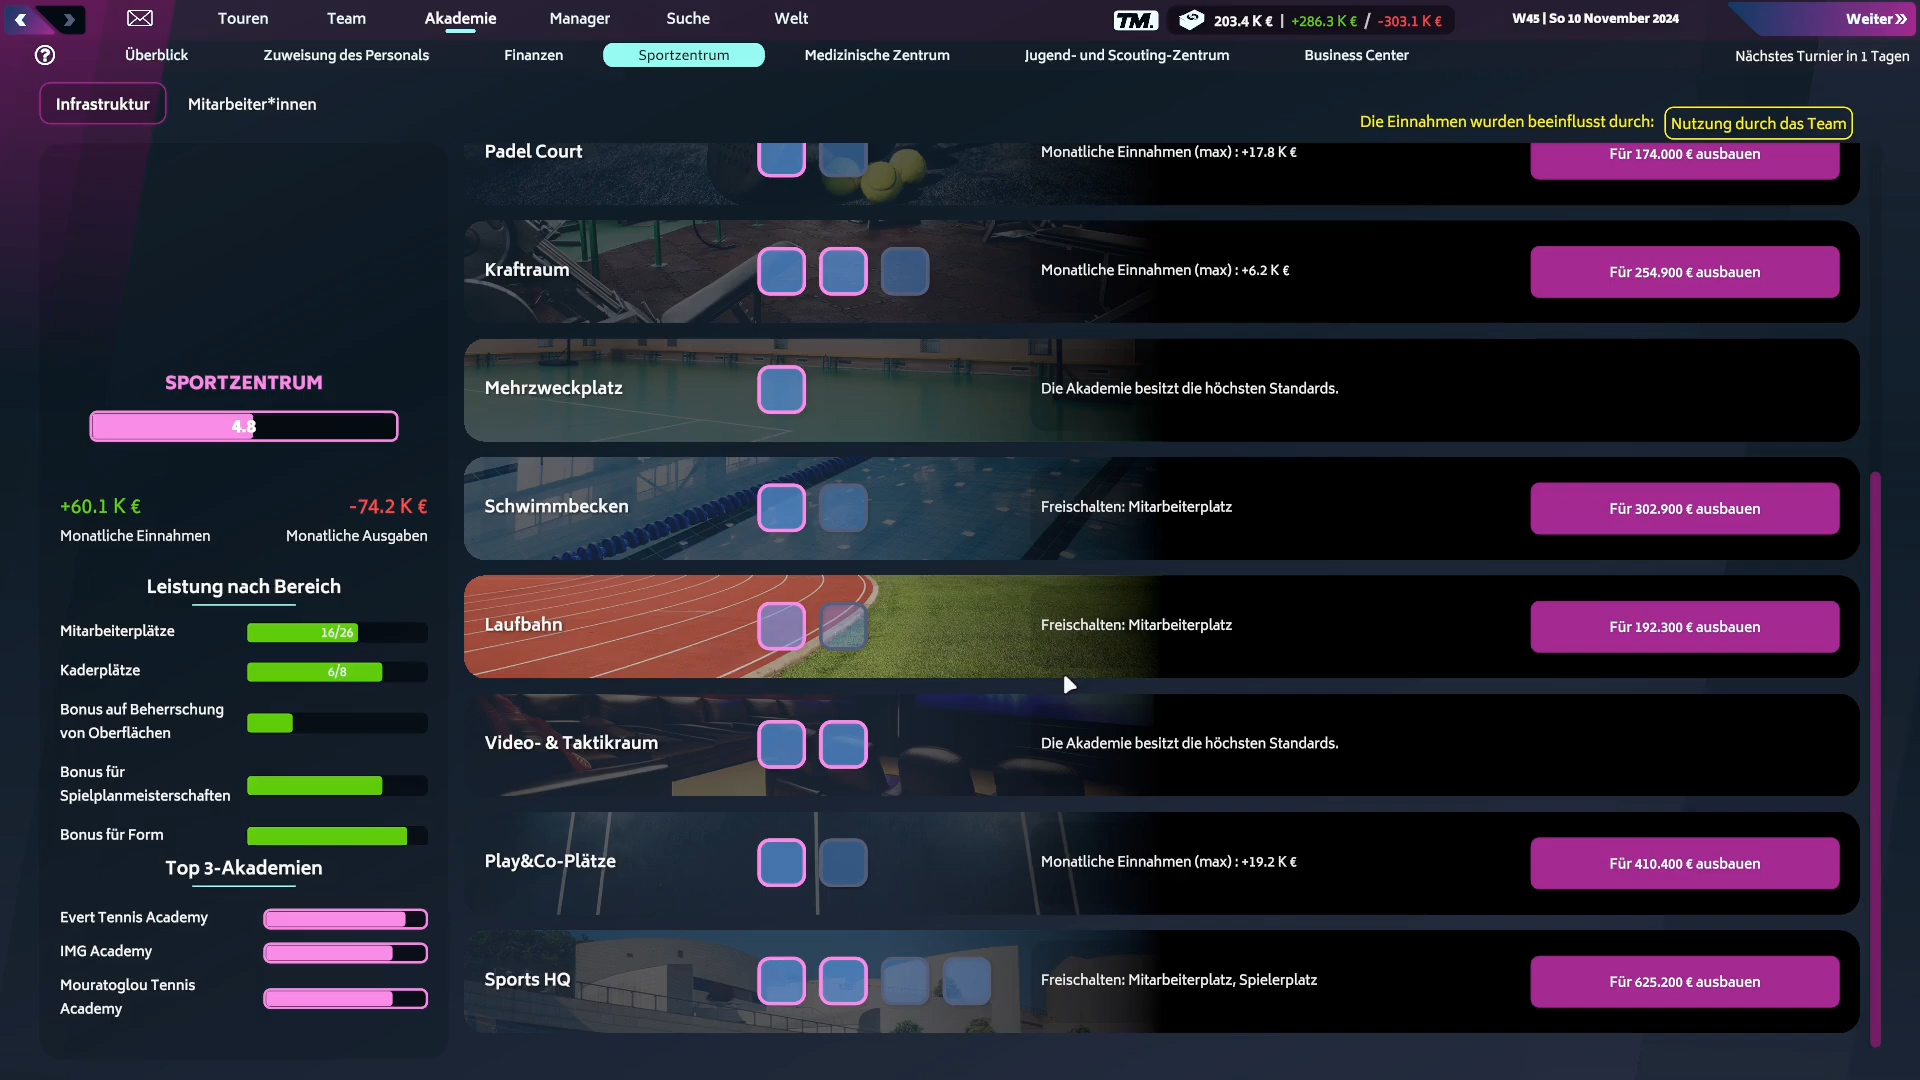 Touren
Team
Akademie
Manager
Suche
Welt
TM.
203.4 K € | +286.3 K € / -303.1 K €
W45 | So 10 November 2024
Weiter
Überblick
Zuweisung des Personals
Finanzen
Sportzentrum
Medizinische Zentrum
Jugend- und Scouting-Zentrum
Business Center
Nächstes Turnier in 1 Tagen
Infrastruktur
Mitarbeiter*innen
Die Einnahmen wurden beeinflusst durch:
Nutzung durch das Team
SPORTZENTRUM
4.8
+60.1 K €
-74.2 K €
Monatliche Einnahmen
Monatliche Ausgaben
Leistung nach Bereich
Mitarbeiterplätze
16/26
Kaderplätze
6/8
Bonus auf Beherrschung
von Oberflächen
Bonus für
Spielplanmeisterschaften
Bonus für Form
Top 3-Akademien
Evert Tennis Academy
IMG Academy
Mouratoglou Tennis
Academy
Padel Court
Monatliche Einnahmen (max) : +17.8 K €
Für 174.000 € ausbauen
Kraftraum
Monatliche Einnahmen (max) : +6.2 K €
Für 254.900 € ausbauen
Mehrzweckplatz
Die Akademie besitzt die höchsten Standards.
Schwimmbecken
Freischalten: Mitarbeiterplatz
Für 302.900 € ausbauen
Laufbahn
Freischalten: Mitarbeiterplatz
Für 192.300 € ausbauen
Video- & Taktikraum
Die Akademie besitzt die höchsten Standards.
Play&Co-Plätze
Monatliche Einnahmen (max) : +19.2 K €
Für 410.400 € ausbauen
Sports HQ
Freischalten: Mitarbeiterplatz, Spielerplatz
Für 625.200 € ausbauen